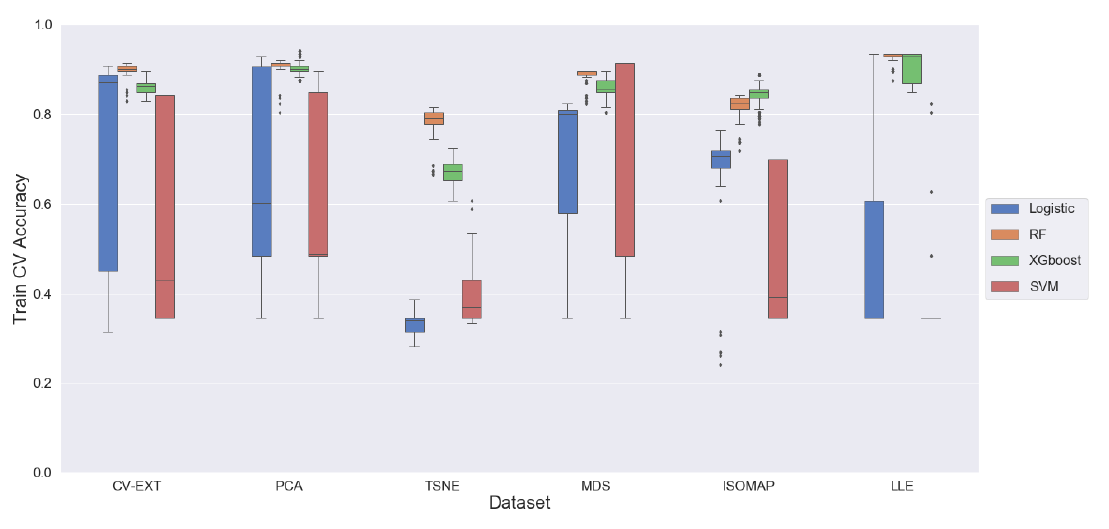 1.0
0.8
0.6
0.4
0.2
0.0
Train CV Accuracy
CV-EXT
PCA
TSNE
MDS
ISOMAP
LLE
Dataset
Logistic
RF
XGboost
SVM